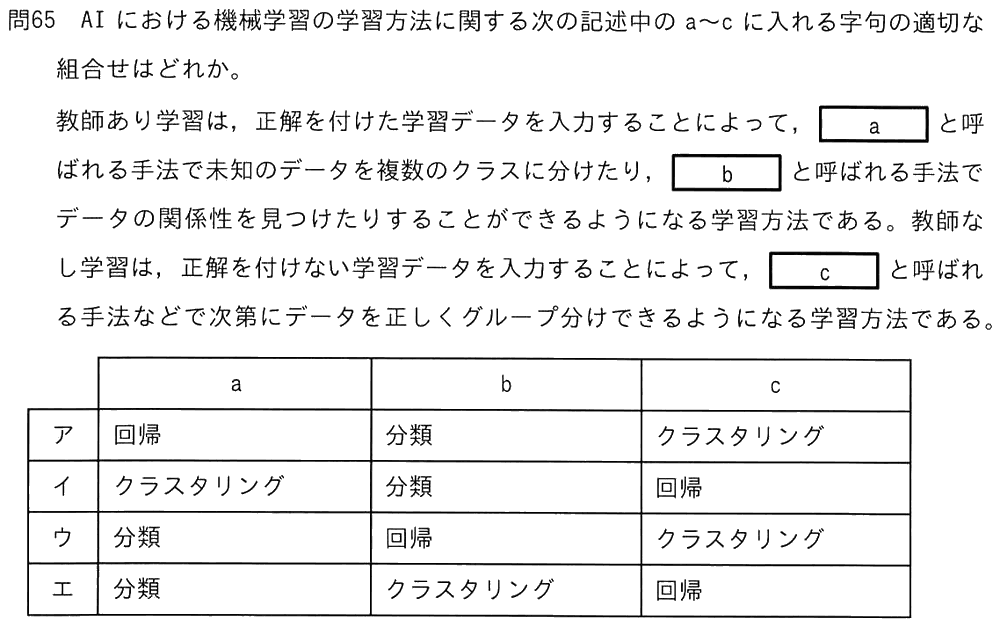 問65 AI における機械学習の学習方法に関する次の記述中の a~c に入れる字句の適切な
組合せはどれか。
教師あり学習は，正解を付けた学習データを入力することによって， a と呼
ばれる手法で未知のデータを複数のクラスに分けたり， b と呼ばれる手法で
データの関係性を見つけたりすることができるようになる学習方法である。教師な
し学習は，正解を付けない学習データを入力することによって， c と呼ばれ
る手法などで次第にデータを正しくグループ分けできるようになる学習方法である。
a b c
ア 回帰 分類 クラスタリング
イ クラスタリング 分類 回帰
ウ 分類 回帰 クラスタリング
エ 分類 クラスタリング 回帰